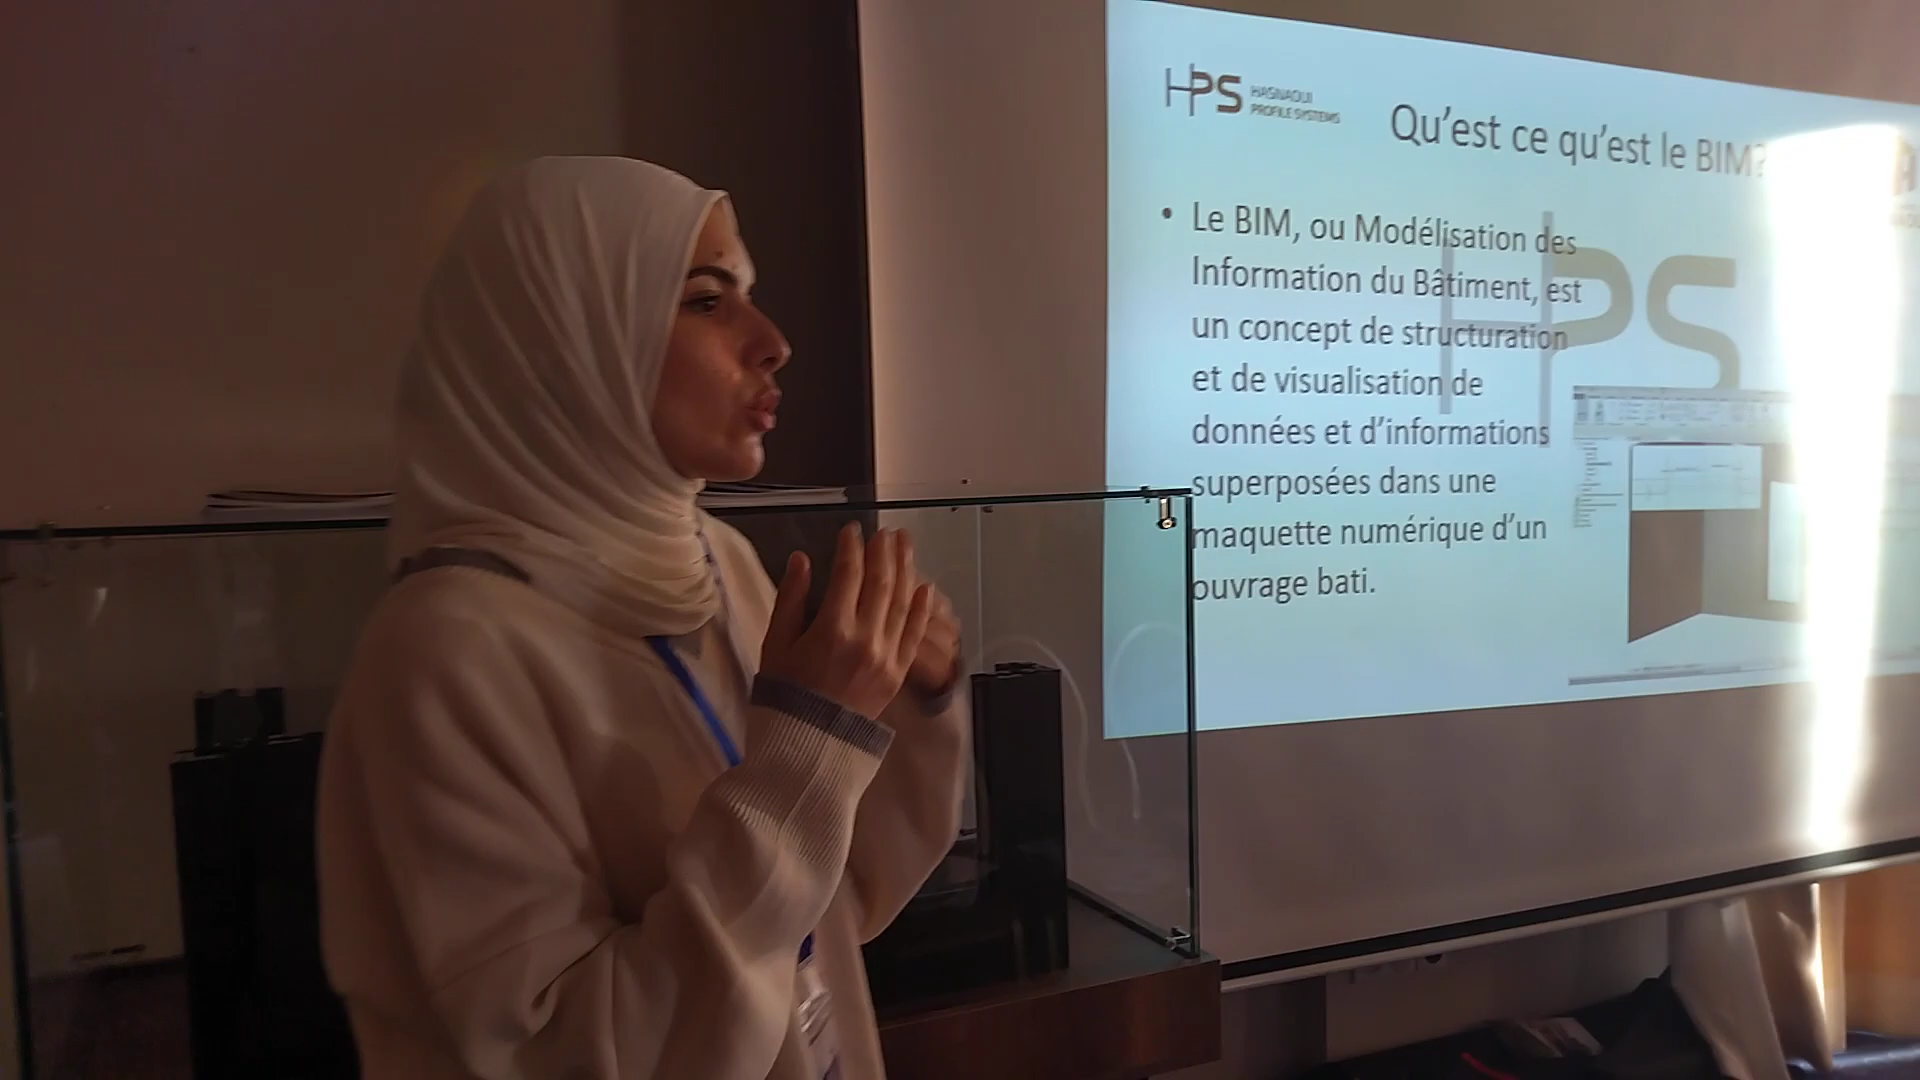 HPS HASNAOUI
PROFILE SYSTEMS
Qu'est ce qu'est le BIM?
• Le BIM, ou Modélisation des
Information du Bâtiment, est
un concept de structuration
et de visualisation de
données et d'informations
superposées dans une
maquette numérique d'un
ouvrage bati.
HPS